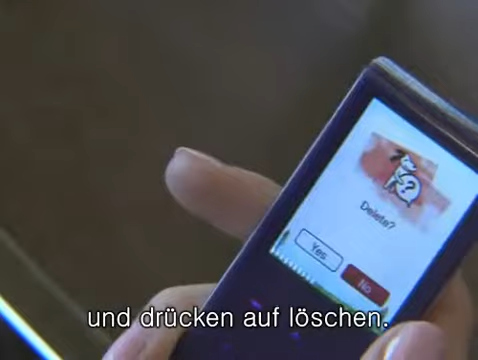 ?
Delete?
Yes
No
und drücken auf löschen.